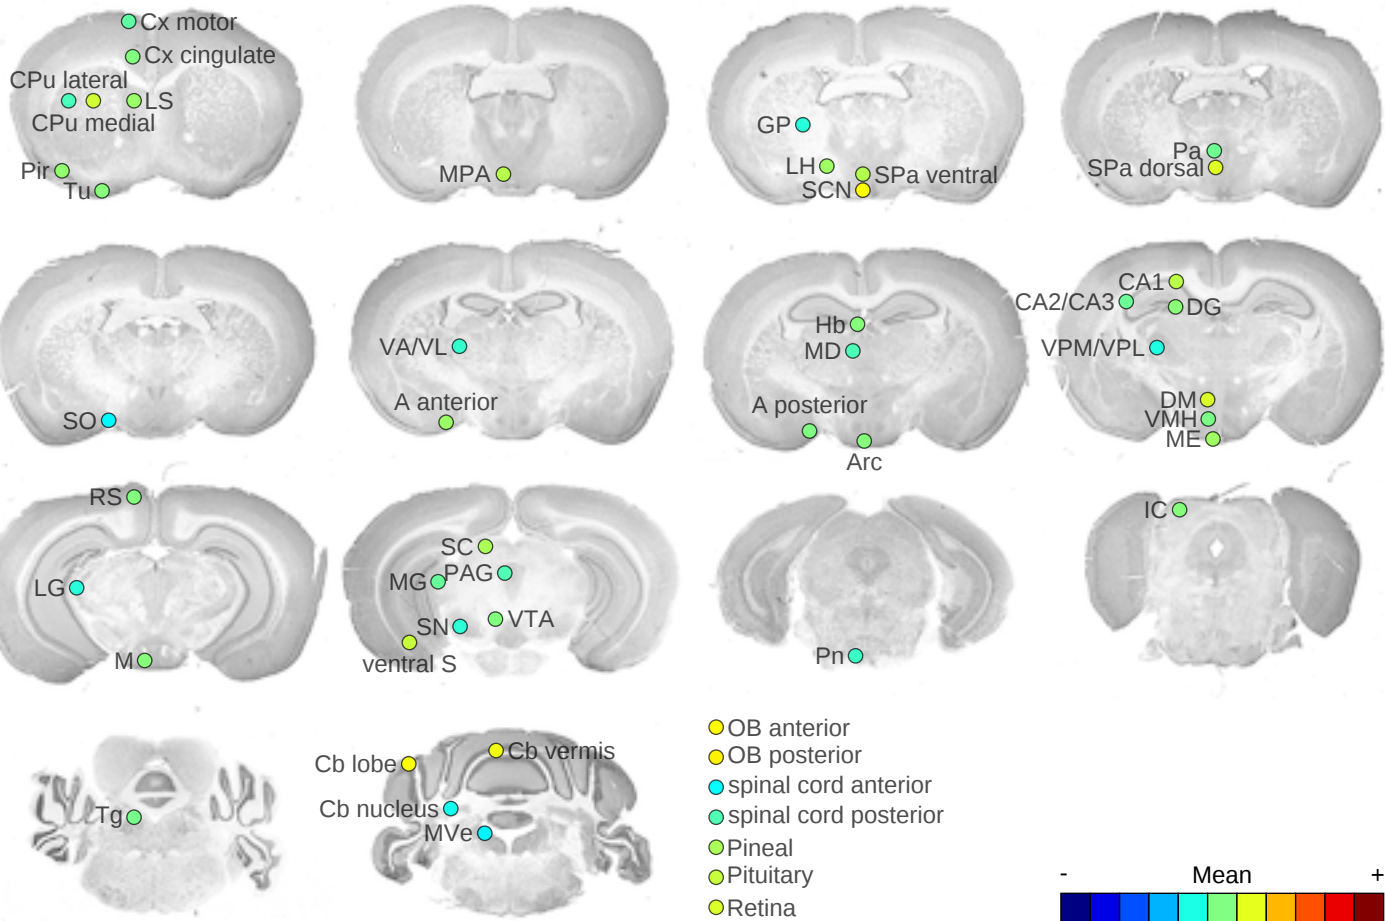 Cx motor
Cx cingulate
CPu lateral
LS
CPu medial
Pir
Tu
MPA
GP
LH
SPa ventral
SCN
Pa
SPa dorsal
SO
VA/VL
A anterior
Hb
MD
A posterior
Arc
CA1
CA2/CA3
DG
VPM/VPL
DM
VMH
ME
RS
LG
M
SC
MG
PAG
SN
VTA
ventral S
Pn
IC
Tg
Cb lobe
Cb vermis
Cb nucleus
MVe
OB anterior
OB posterior
spinal cord anterior
spinal cord posterior
Pineal
Pituitary
Retina
- Mean +